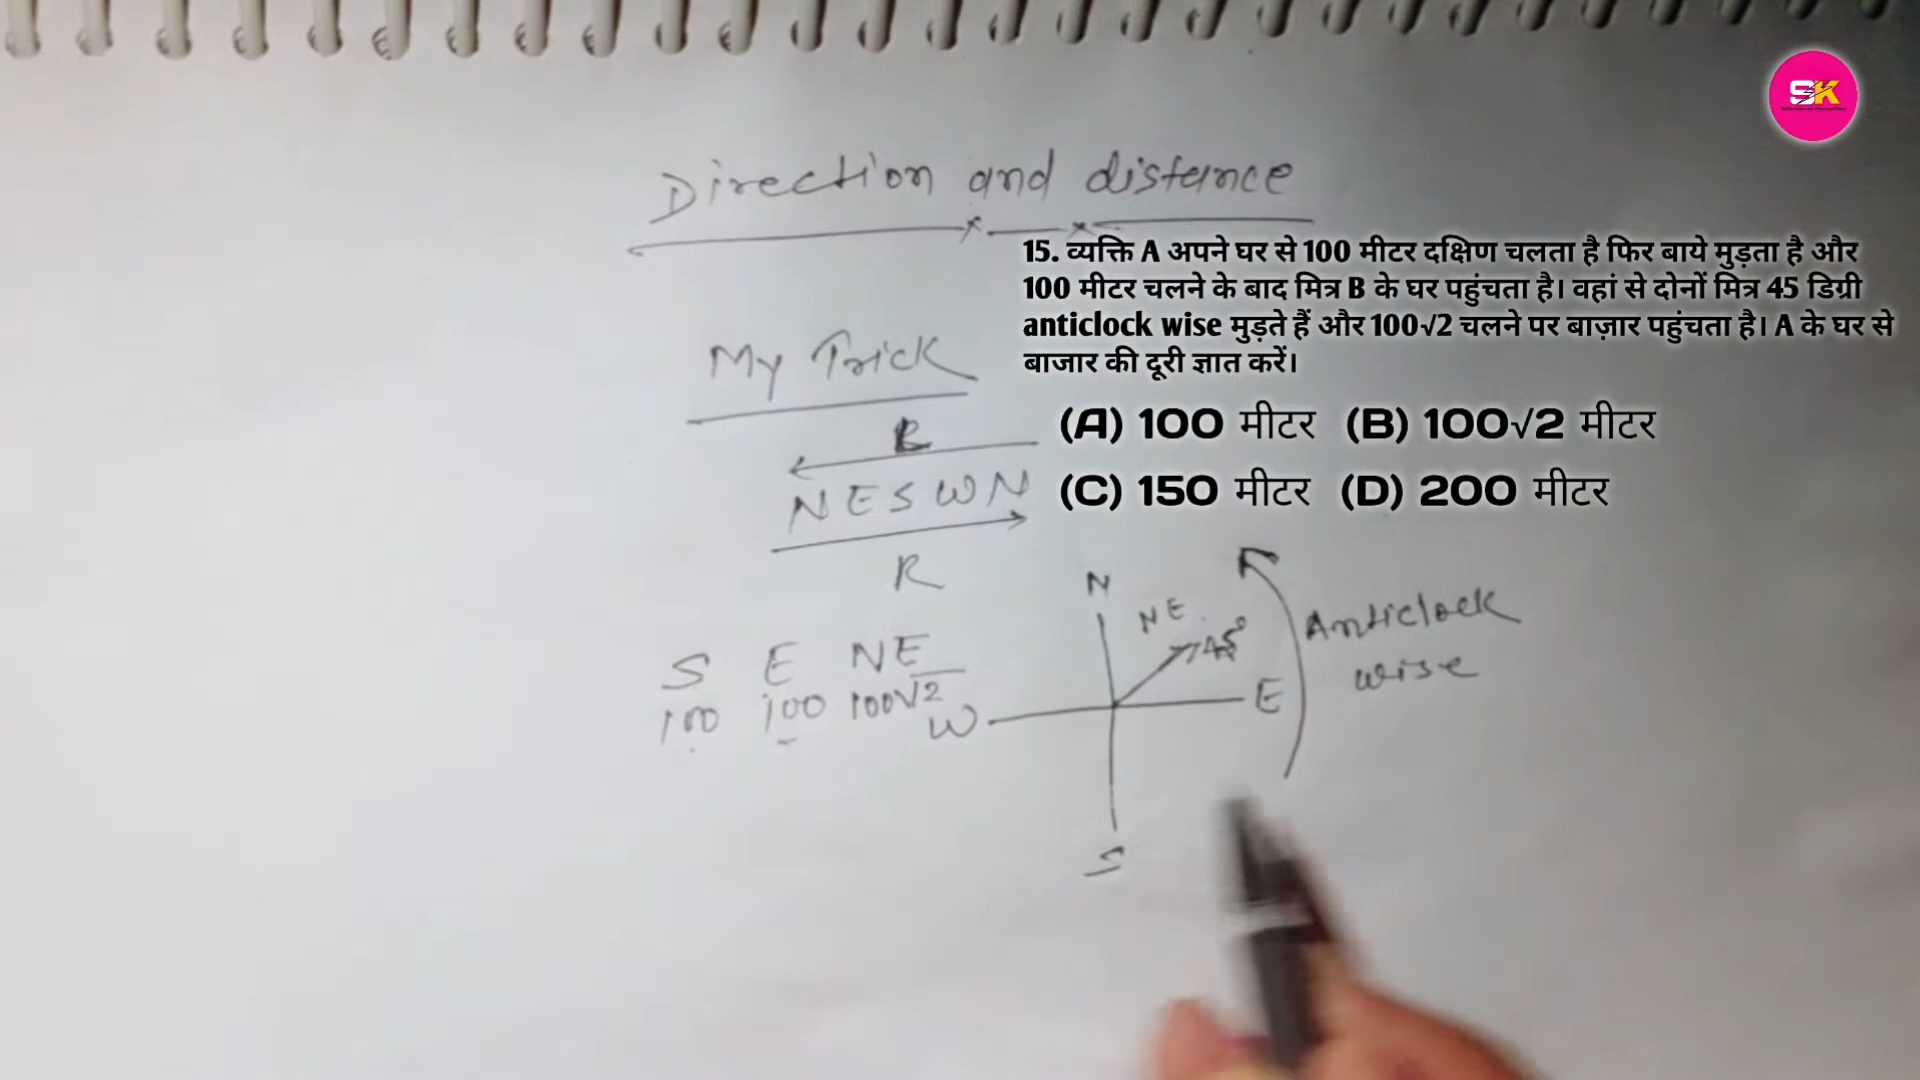 SK
Direction and distance
15. व्यक्ति A अपने घर से 100 मीटर दक्षिण चलता है फिर बाये मुड़ता है और
100 मीटर चलने के बाद मित्र B के घर पहुंचता है। वहां से दोनों मित्र 45 डिग्री
anticlock wise मुड़ते हैं और 100√2 चलने पर बाज़ार पहुंचता है। A के घर से
बाजार की दूरी ज्ञात करें।
(A) 100 मीटर (B) 100√2 मीटर
(C) 150 मीटर (D) 200 मीटर
My Trick
N E S W N
R
S E NE
100 100 100√2
N
NE
45°
W E
S
Anticlock
wise